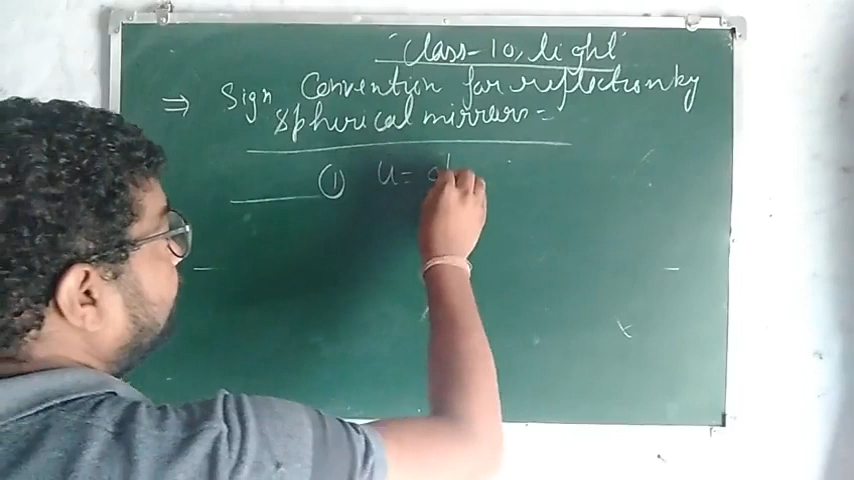 "Class-10, light"
⇒ Sign Convention for reflection by
spherical mirrors =
① u = o